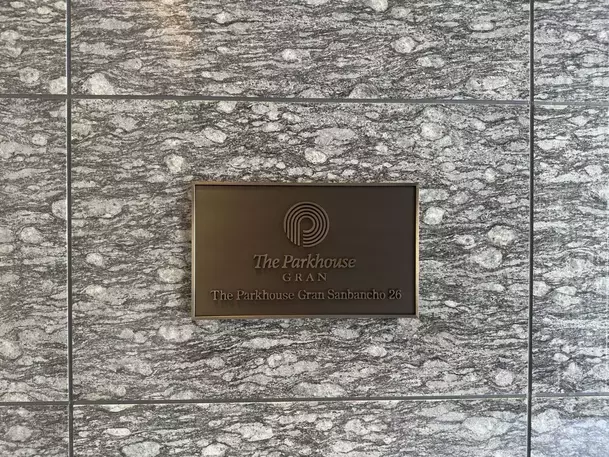 The Parkhouse
GRAN
The Parkhouse Gran Sanbancho 26